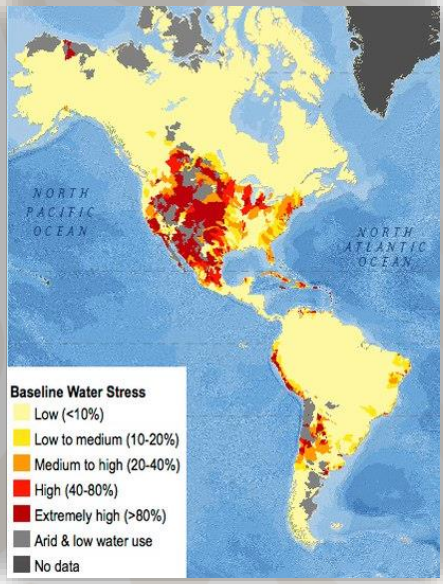 NORTH
PACIFIC
OCEAN
NORTH
ATLANTIC
OCEAN
Baseline Water Stress
Low (<10%)
Low to medium (10-20%)
Medium to high (20-40%)
High (40-80%)
Extremely high (>80%)
Arid & low water use
No data